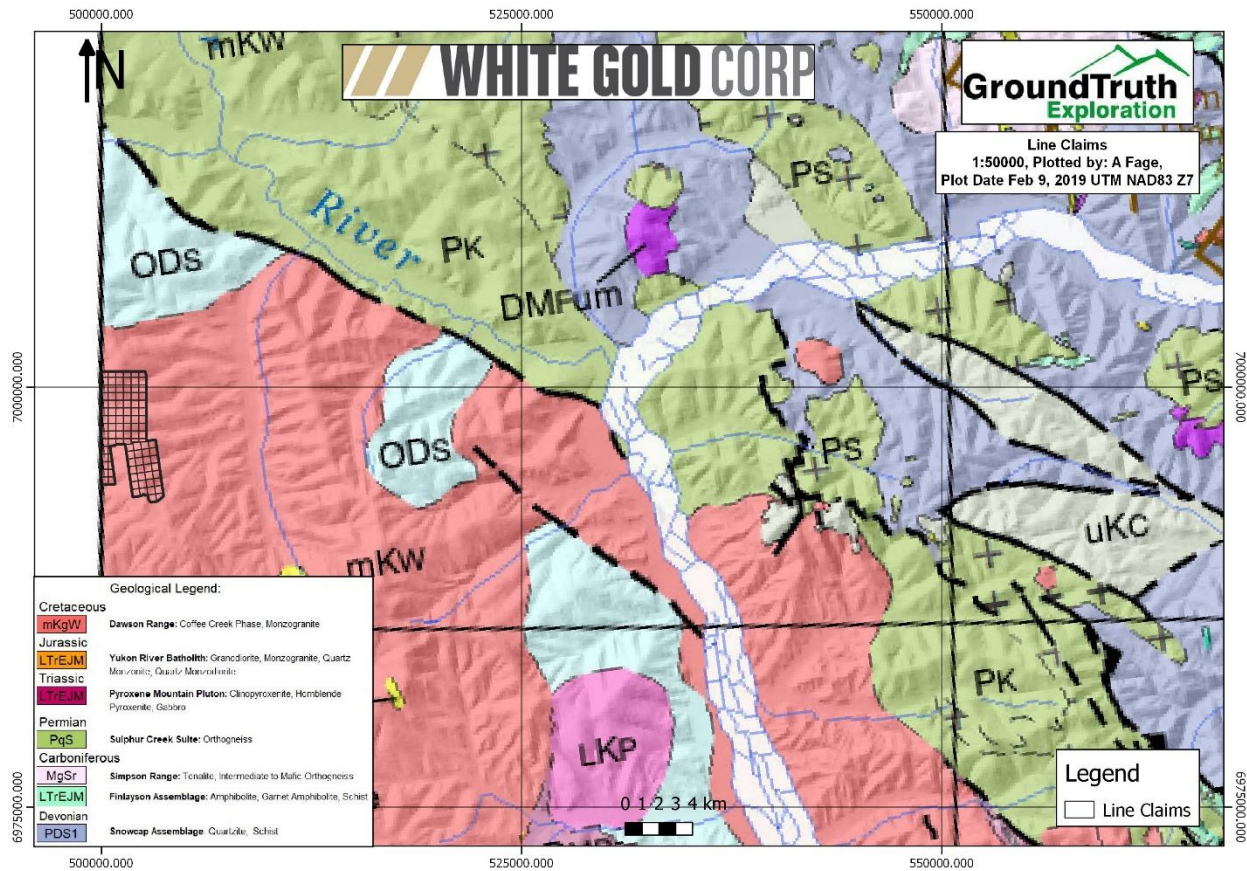 500000.000
525000.000
550000.000
mKw
N
WHITE GOLD CORP
GroundTruth
Exploration
Line Claims
1:50000, Plotted by: A Fage,
Plot Date Feb 9, 2019 UTM NAD83 Z7
PS
River
PK
ODs
DMFum
7000000.000
7000000.000
PS
ODs
PS
uKC
mKw
PK
LKP
Geological Legend:
Cretaceous
mKgW
Dawson Range: Coffee Creek Phase, Monzogranite
Jurassic
LTrEJM
Yukon River Batholith: Granodiorite, Monzogranite, Quartz
Monzonite, Quartz Monzodiorite
Triassic
LTrEJM
Pyroxene Mountain Pluton: Clinopyroxenite, Hornblende
Pyroxenite, Gabbro
Permian
PqS
Sulphur Creek Suite: Orthogneiss
Carboniferous
MgSr
Simpson Range: Tonalite, Intermediate to Mafic Orthogneiss
LTrEJM
Finlayson Assemblage: Amphibolite, Garnet Amphibolite, Schist
Devonian
PDS1
Snowcap Assemblage: Quartzite, Schist
0 1 2 3 4 km
Legend
Line Claims
6975000.000
6975000.000
500000.000
525000.000
550000.000